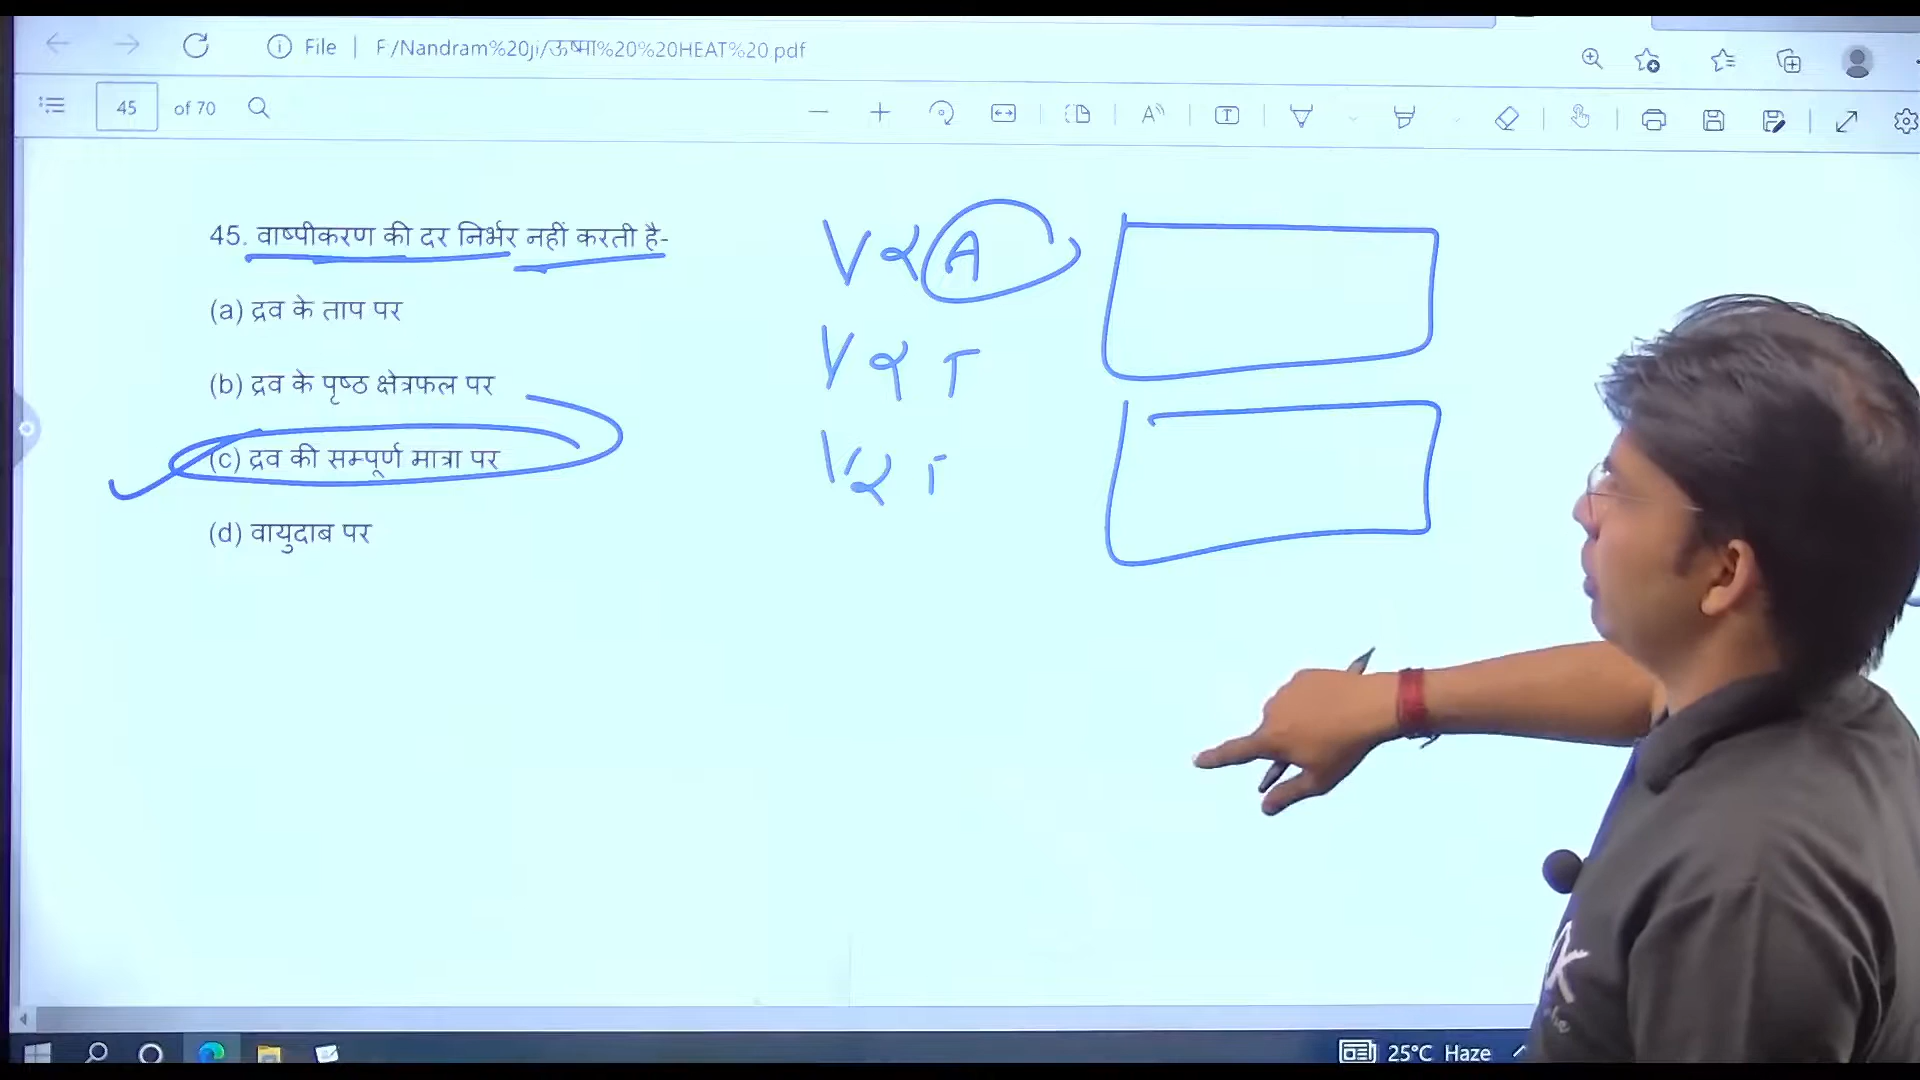 File | F:/Nandram%20ji/ऊष्मा%20%20HEAT%20.pdf
45 of 70
45. वाष्पीकरण की दर निर्भर नहीं करती है-
(a) द्रव के ताप पर
(b) द्रव के पृष्ठ क्षेत्रफल पर
(c) द्रव की सम्पूर्ण मात्रा पर
(d) वायुदाब पर
V ∝ A
V ∝ T
V ∝ T
25°C Haze